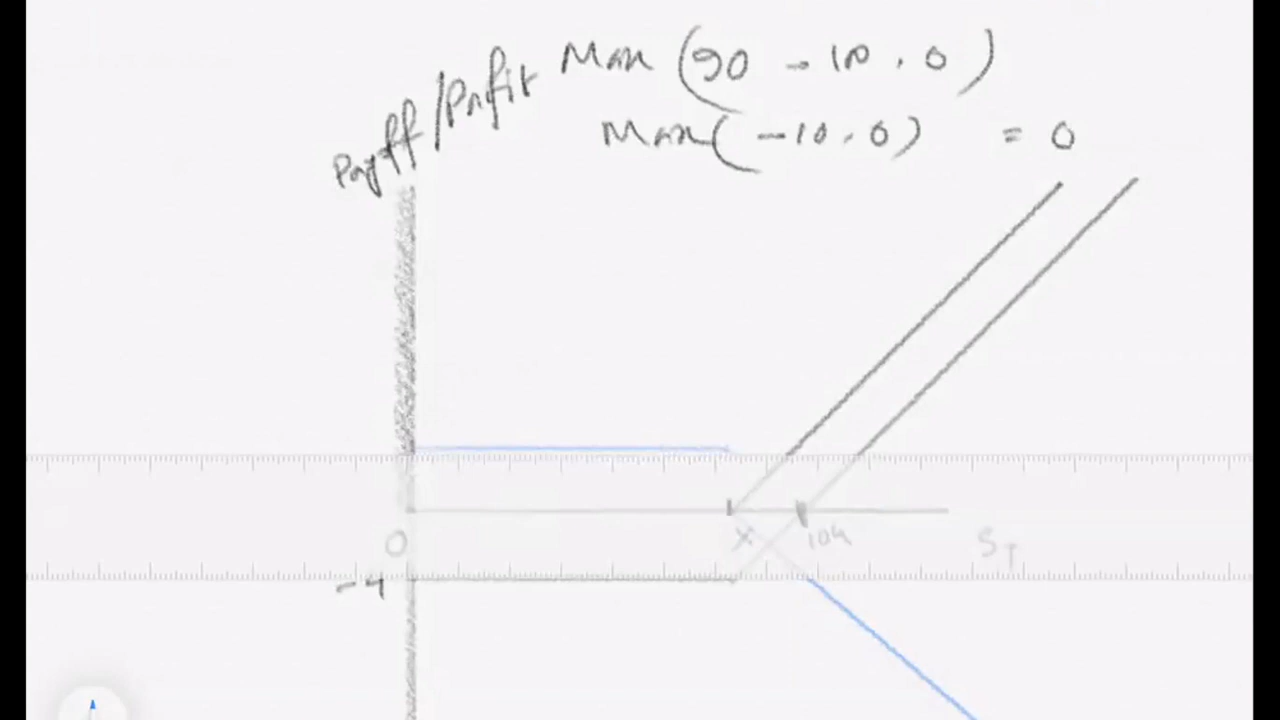 Payoff/Profit
Max (90 - 100, 0)
Max(-10, 0) = 0
0
X
104
ST
-4